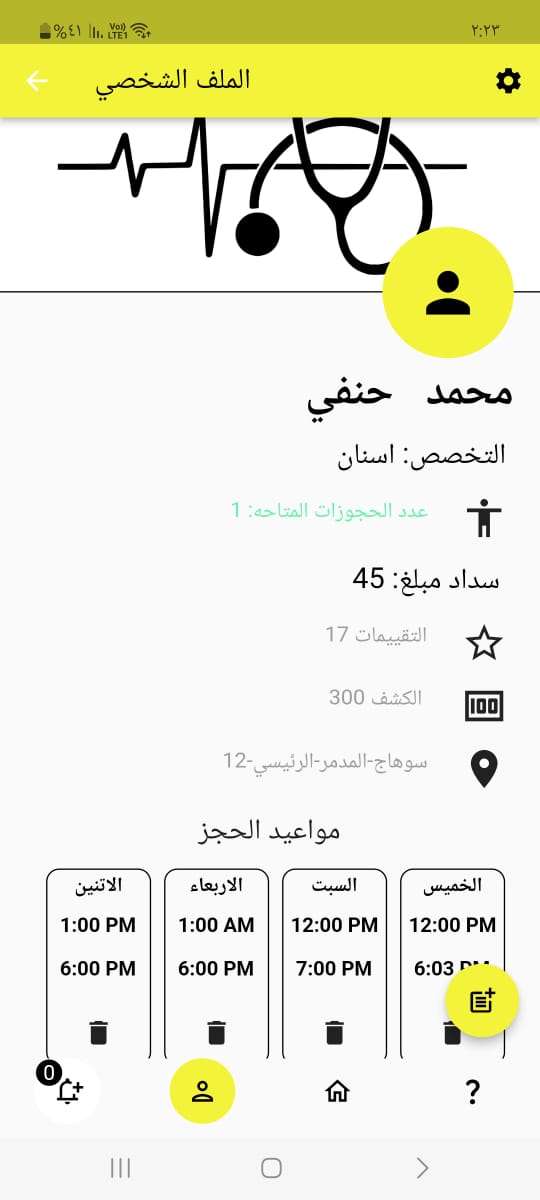 ٢:٢٣
Vo)) LTE1 %٤١
الملف الشخصي
محمد حنفي
التخصص: اسنان
عدد الحجوزات المتاحه: 1
سداد مبلغ: 45
التقييمات 17
الكشف 300
100
سوهاج-المدمر-الرئيسي-12
مواعيد الحجز
الخميس السبت الاربعاء الاتنين
12:00 PM 12:00 PM 1:00 AM 1:00 PM
6:03 PM 7:00 PM 6:00 PM 6:00 PM
?
0